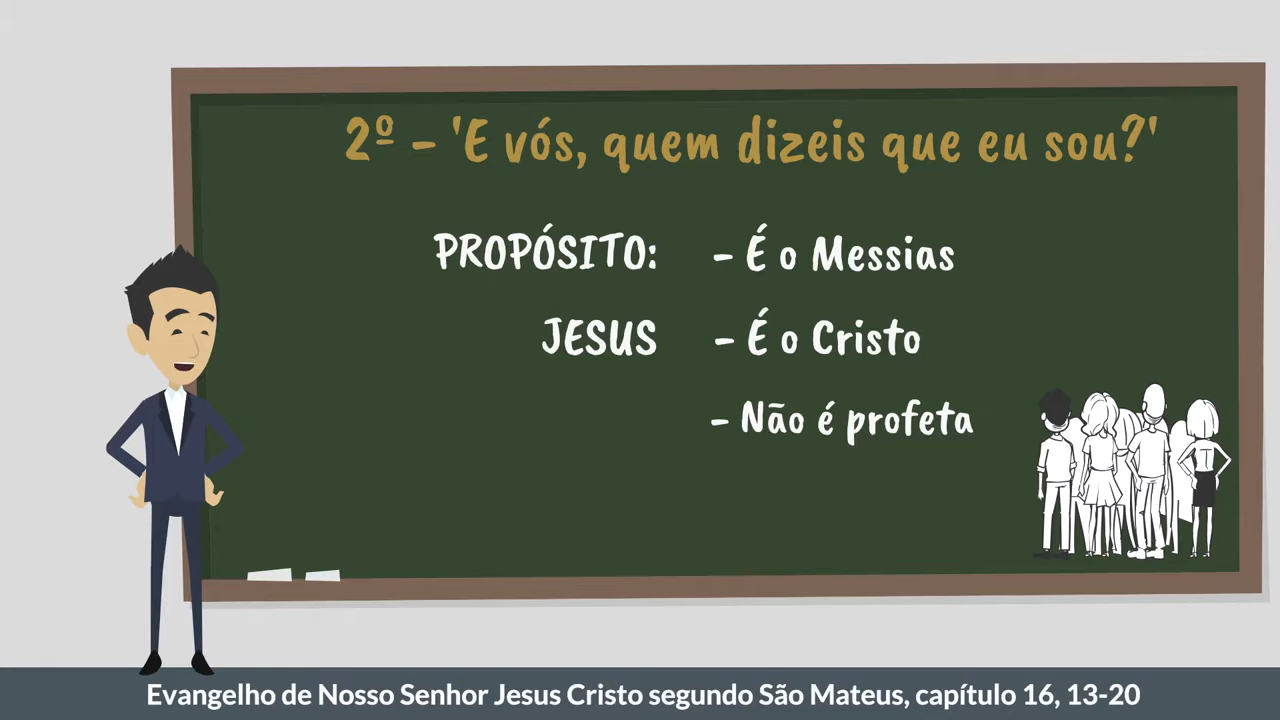 2º - 'E vós, quem dizeis que eu sou?'
PROPÓSITO: - É o Messias
JESUS - É o Cristo
- Não é profeta
Evangelho de Nosso Senhor Jesus Cristo segundo São Mateus, capítulo 16, 13-20